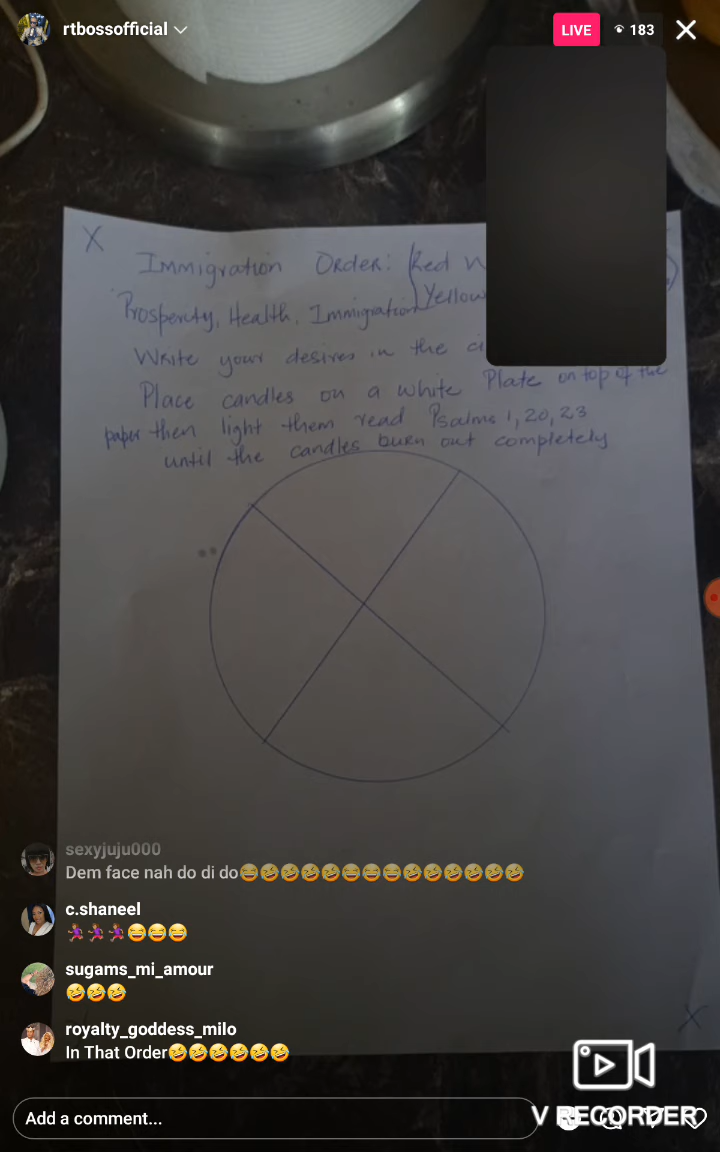 rtbossofficial
LIVE
183
X
Immigration Order: (Red
Prosperity, Health, Immigration Yellow
Write your desires in the
Place candles on a white Plate on top of the
paper then light them read Psalms 1, 20, 23
until the candles burn out completely
sexyjuju000
Dem face nah do di do😂🤣🤣🤣🤣😂😂😂🤣🤣🤣🤣🤣🤣
c.shaneel
🏃🏽‍♀️🏃🏽‍♀️🏃🏽‍♀️😂😂😂
sugams_mi_amour
🤣🤣🤣
royalty_goddess_milo
In That Order🤣🤣🤣🤣🤣🤣
X
Add a comment...
V RECORDER